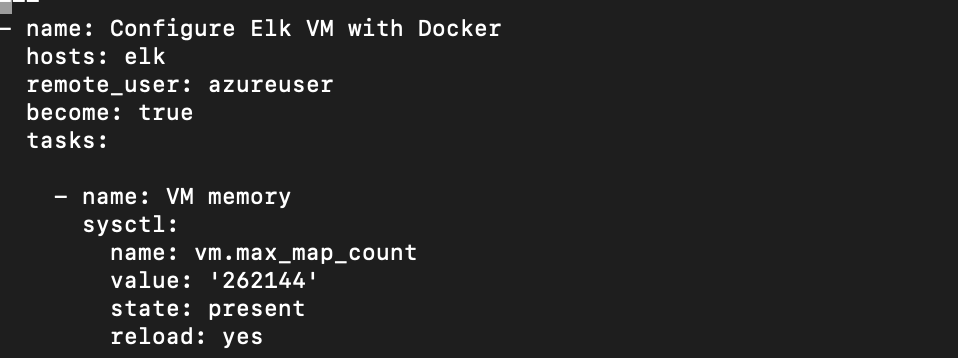 ---
- name: Configure Elk VM with Docker
  hosts: elk
  remote_user: azureuser
  become: true
  tasks:

    - name: VM memory
      sysctl:
        name: vm.max_map_count
        value: '262144'
        state: present
        reload: yes